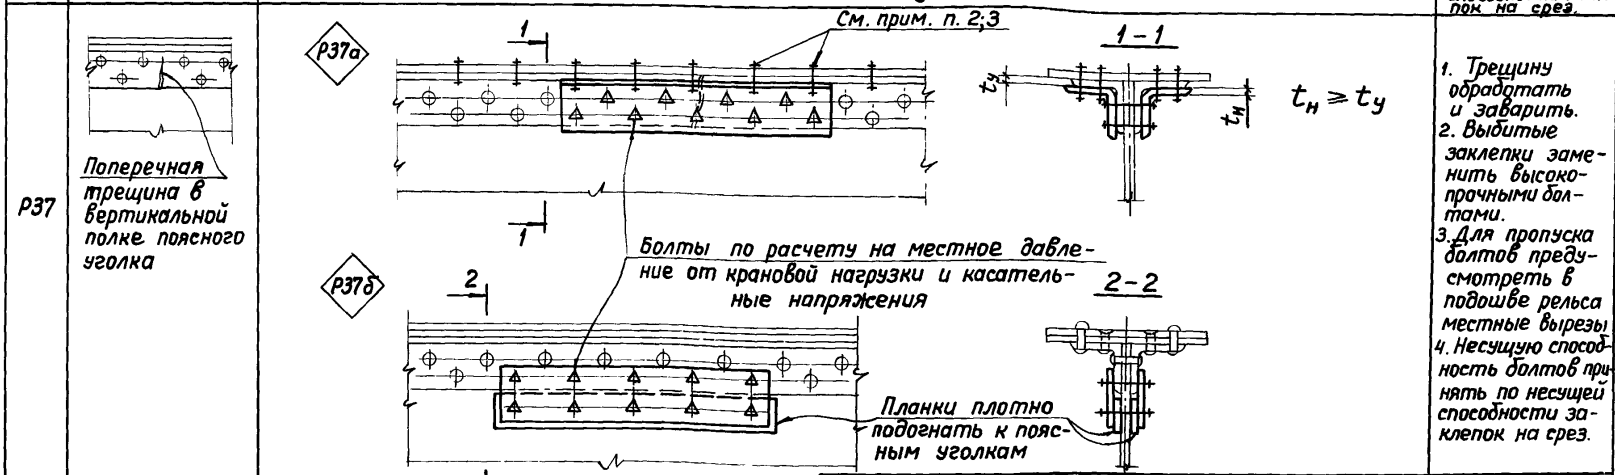 пок на срез.
Р37
Поперечная
трещина в
вертикальной
полке поясного
уголка
Р37а
1
См. прим. п. 2;3
1-1
tу
tн
tн ≥ tу
1
Болты по расчету на местное давле-
ние от крановой нагрузки и касатель-
ные напряжения
Р37б
2
2-2
Планки плотно
подогнать к пояс-
ным уголкам
1. Трещину
обработать
и заварить.
2. Выбитые
заклепки заме-
нить высоко-
прочными бол-
тами.
3. Для пропуска
болтов преду-
смотреть в
подошве рельса
местные вырезы
4. Несущую способ-
ность болтов при-
нять по несущей
способности за-
клепок на срез.